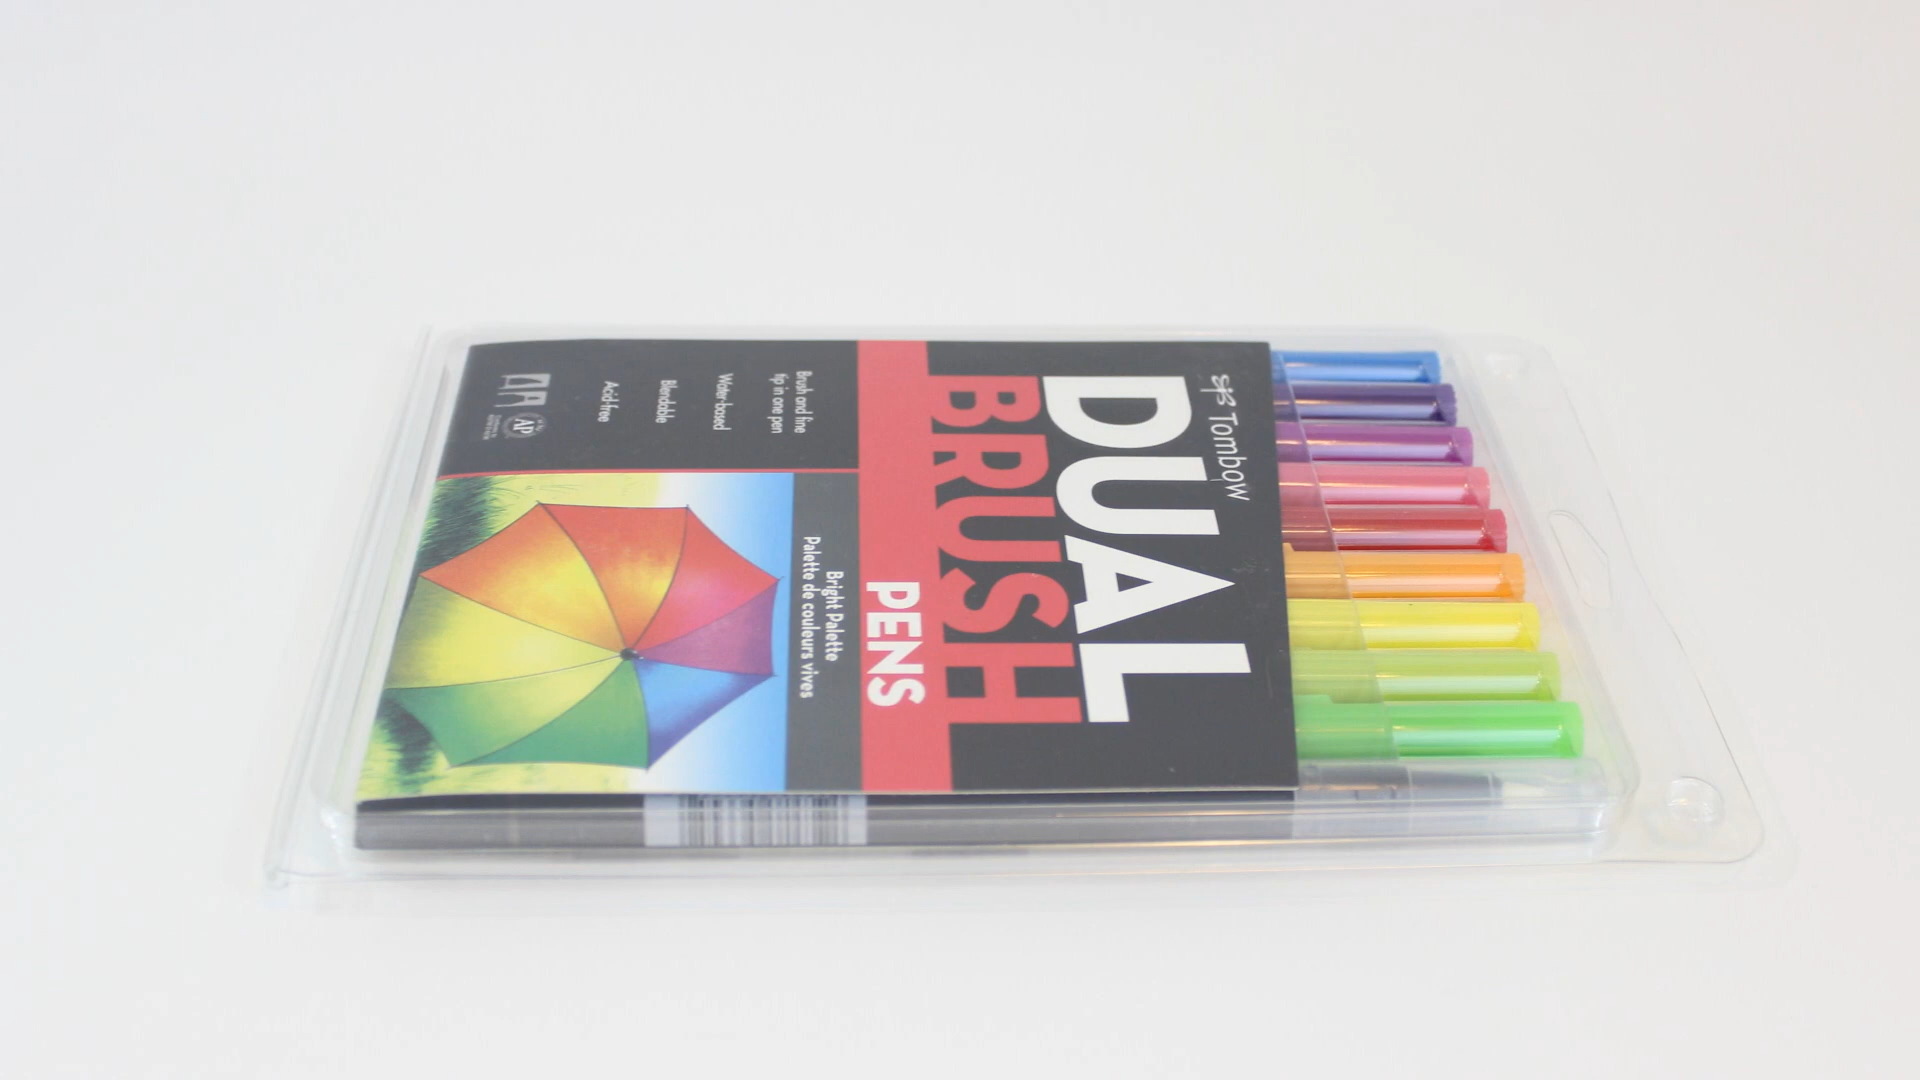 Tombow
DUAL
BRUSH
PENS
Bright Palette
Palette de couleurs vives
Brush and fine
tip in one pen
Water-based
Blendable
Acid-free
AP